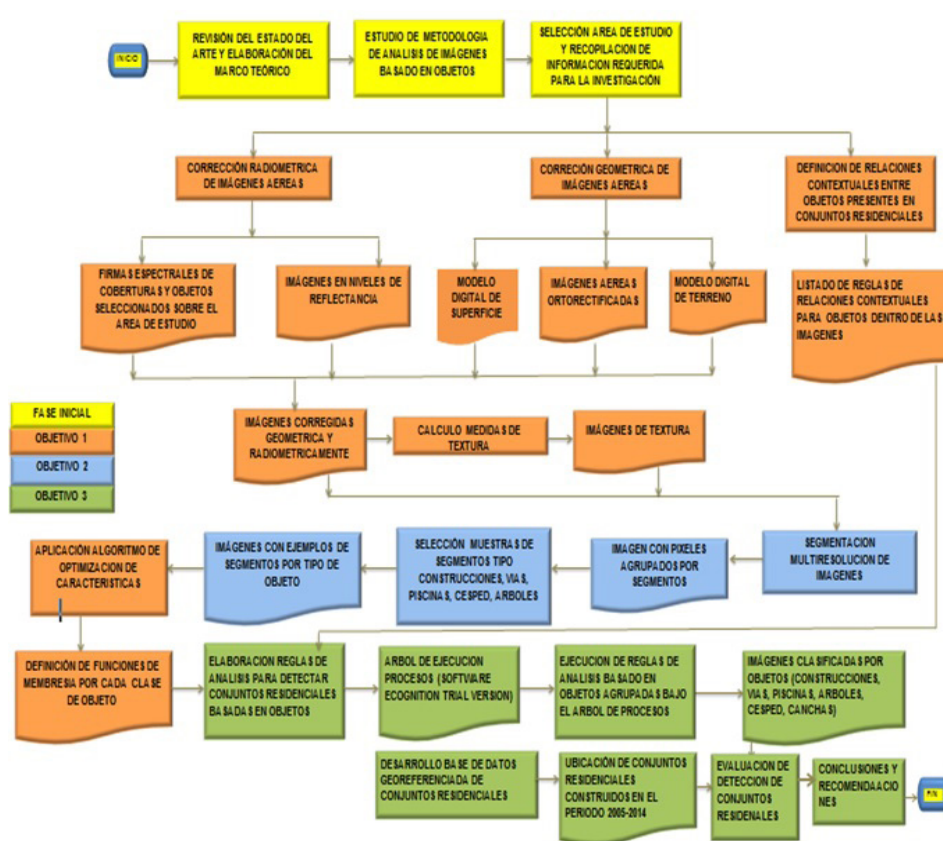 INICIO
REVISIÓN DEL ESTADO DEL
ARTE Y ELABORACIÓN DEL
MARCO TEÓRICO
ESTUDIO DE METODOLOGIA
DE ANALISIS DE IMÁGENES
BASADO EN OBJETOS
SELECCIÓN AREA DE ESTUDIO
Y RECOPILACION DE
INFORMACION REQUERIDA
PARA LA INVESTIGACIÓN
CORRECCIÓN RADIOMETRICA
DE IMÁGENES AEREAS
CORRECIÓN GEOMETRICA DE
IMÁGENES AEREAS
DEFINICION DE RELACIONES
CONTEXTUALES ENTRE
OBJETOS PRESENTES EN
CONJUNTOS RESIDENCIALES
FIRMAS ESPECTRALES DE
COBERTURAS Y OBJETOS
SELECCIONADOS SOBRE EL
AREA DE ESTUDIO
IMÁGENES EN NIVELES DE
REFLECTANCIA
MODELO
DIGITAL DE
SUPERFICIE
IMÁGENES AEREAS
ORTORECTIFICADAS
MODELO DIGITAL
DE TERRENO
LISTADO DE REGLAS DE
RELACIONES CONTEXTUALES
PARA OBJETOS DENTRO DE LAS
IMAGENES
FASE INICIAL
OBJETIVO 1
OBJETIVO 2
OBJETIVO 3
IMÁGENES CORREGIDAS
GEOMETRICA Y
RADIOMETRICAMENTE
CALCULO MEDIDAS DE
TEXTURA
IMÁGENES DE TEXTURA
APLICACIÓN ALGORITMO DE
OPTIMIZACION DE
CARACTERISTICAS
IMÁGENES CON EJEMPLOS DE
SEGMENTOS POR TIPO DE
OBJETO
SELECCIÓN MUESTRAS DE
SEGMENTOS TIPO
CONSTRUCCIONES, VIAS,
PISCINAS, CESPED, ARBOLES
IMAGEN CON PIXELES
AGRUPADOS POR
SEGMENTOS
SEGMENTACION
MULTIRESOLUCION DE
IMAGENES
DEFINICIÓN DE FUNCIONES DE
MEMBRESIA POR CADA CLASE
DE OBJETO
ELABORACION REGLAS DE
ANALISIS PARA DETECTAR
CONJUNTOS RESIDENCIALES
BASADAS EN OBJETOS
ARBOL DE EJECUCION
PROCESOS (SOFTWARE
ECOGNITION TRIAL VERSION)
EJECUCION DE REGLAS DE
ANALISIS BASADO EN
OBJETOS AGRUPADAS BAJO
EL ARBOL DE PROCESOS
IMÁGENES CLASIFICADAS POR
OBJETOS (CONSTRUCCIONES,
VIAS, PISCINAS, ARBOLES,
CESPED, CANCHAS)
DESARROLLO BASE DE DATOS
GEOREFERENCIADA DE
CONJUNTOS RESIDENCIALES
UBICACIÓN DE CONJUNTOS
RESIDENCIALES
CONSTRUIDOS EN EL
PERIODO 2005-2014
EVALUACION DE
DETECCION DE
CONJUNTOS
RESIDENALES
CONCLUSIONES Y
RECOMENDAACIO
NES
FIN